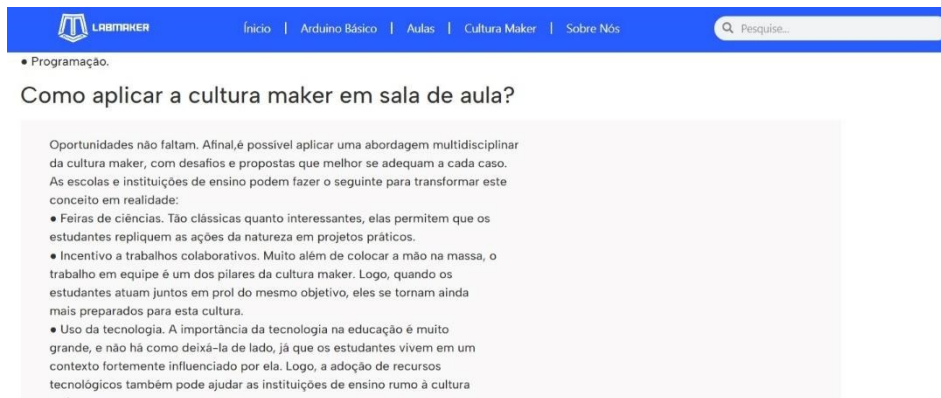 LABMAKER
Ínicio | Arduino Básico | Aulas | Cultura Maker | Sobre Nós
Pesquise...
● Programação.
Como aplicar a cultura maker em sala de aula?
Oportunidades não faltam. Afinal,é possível aplicar uma abordagem multidisciplinar
da cultura maker, com desafios e propostas que melhor se adequam a cada caso.
As escolas e instituições de ensino podem fazer o seguinte para transformar este
conceito em realidade:
● Feiras de ciências. Tão clássicas quanto interessantes, elas permitem que os
estudantes repliquem as ações da natureza em projetos práticos.
● Incentivo a trabalhos colaborativos. Muito além de colocar a mão na massa, o
trabalho em equipe é um dos pilares da cultura maker. Logo, quando os
estudantes atuam juntos em prol do mesmo objetivo, eles se tornam ainda
mais preparados para esta cultura.
● Uso da tecnologia. A importância da tecnologia na educação é muito
grande, e não há como deixá-la de lado, já que os estudantes vivem em um
contexto fortemente influenciado por ela. Logo, a adoção de recursos
tecnológicos também pode ajudar as instituições de ensino rumo à cultura